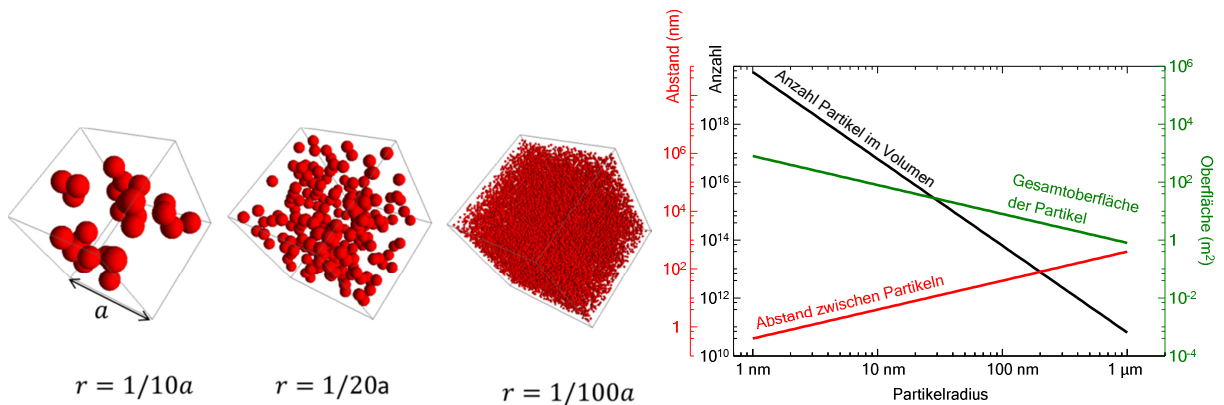 a
r = 1/10a
r = 1/20a
r = 1/100a
Abstand (nm)
Anzahl
10^6
10^4
10^2
1
10^18
10^16
10^14
10^12
10^10
Anzahl Partikel im Volumen
Gesamtoberfläche
der Partikel
Abstand zwischen Partikeln
10^6
10^4
10^2
1
10^-2
10^-4
Oberfläche (m²)
1 nm
10 nm
100 nm
1 µm
Partikelradius